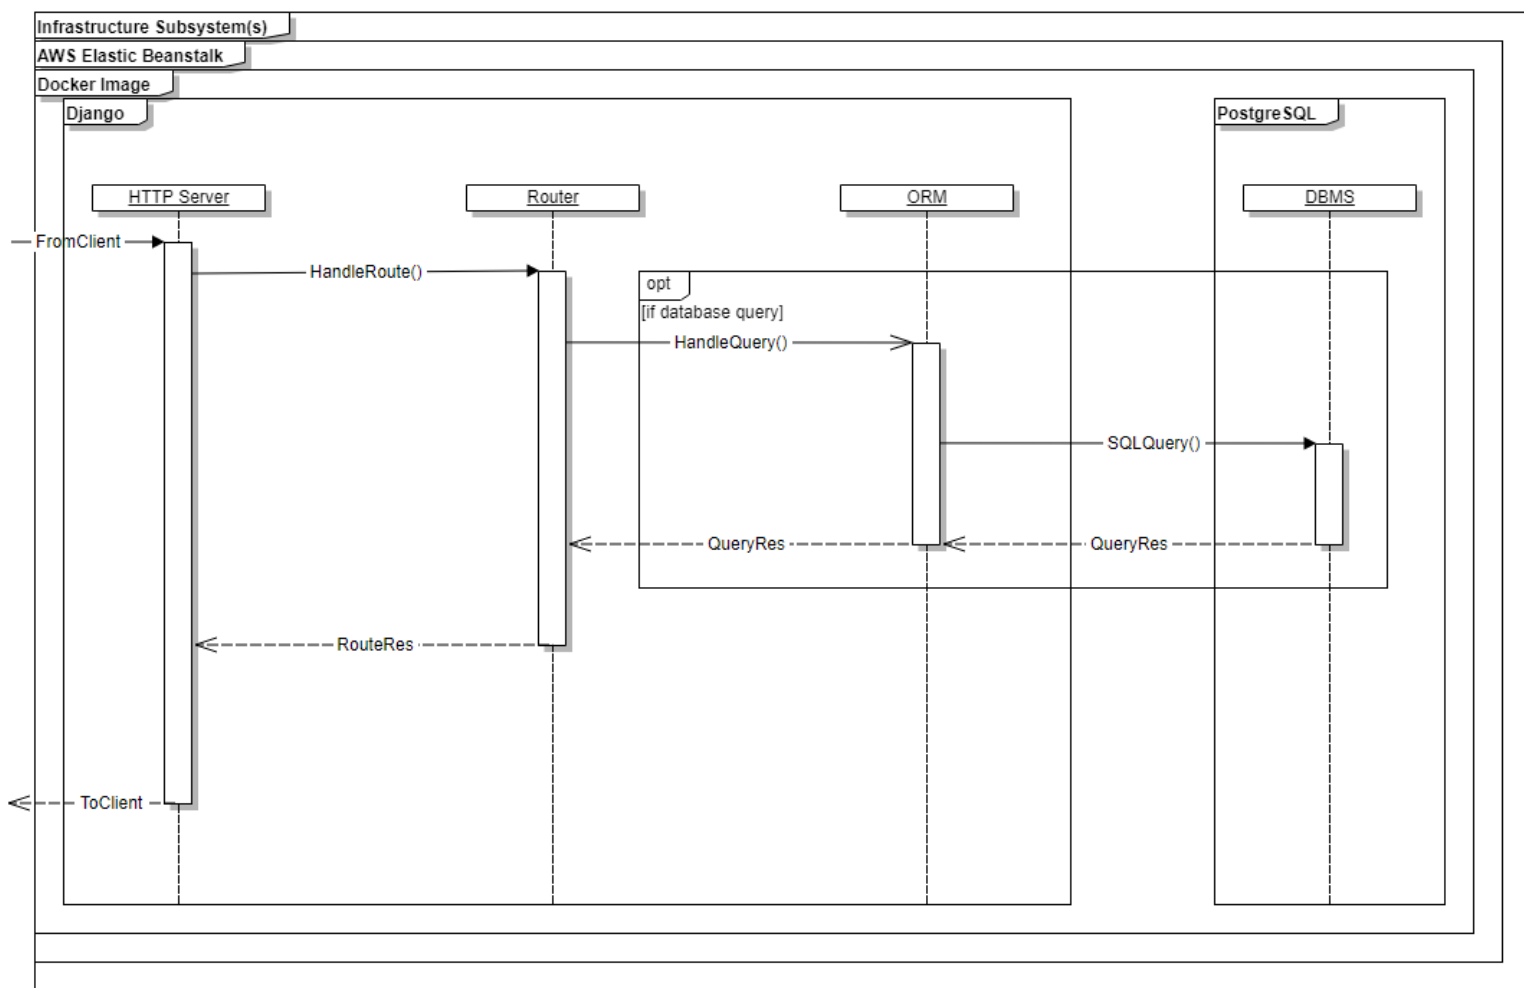 Infrastructure Subsystem(s)
AWS Elastic Beanstalk
Docker Image
Django
PostgreSQL
HTTP Server
Router
ORM
DBMS
FromClient
HandleRoute()
opt
[if database query]
HandleQuery()
SQLQuery()
QueryRes
QueryRes
RouteRes
ToClient